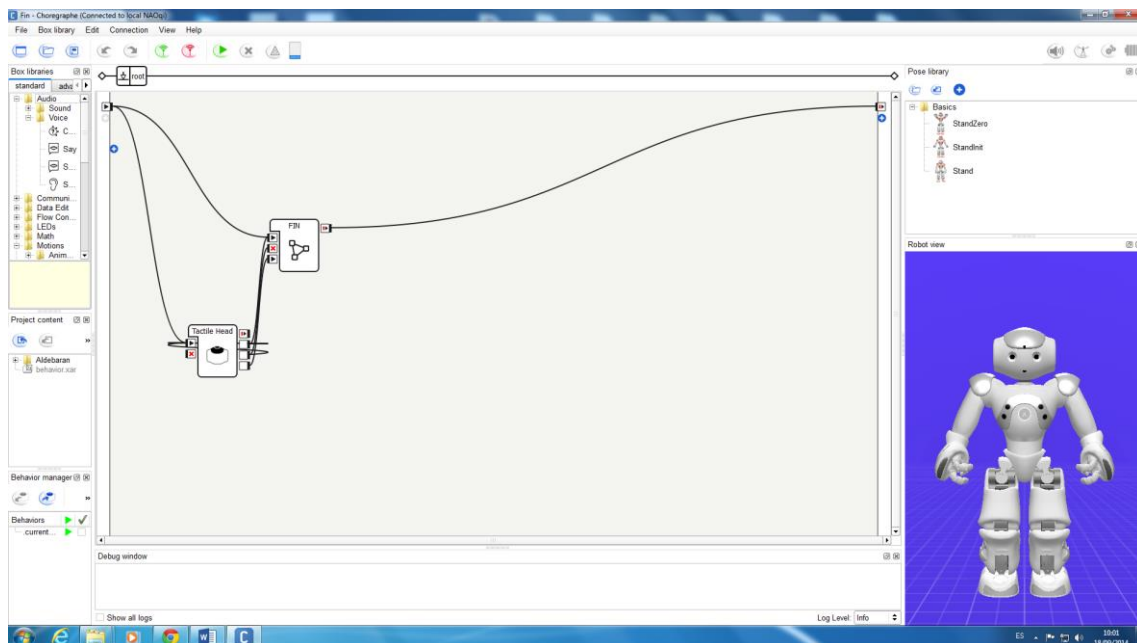 Fin - Choregraphe (Connected to local NAOqi)
File Box library Edit Connection View Help
Box libraries
standard adva
Audio
Sound
Voice
C...
Say
S...
S...
Communi...
Data Edit
Flow Con...
LEDs
Math
Motions
Anim...
root
FIN
Tactile Head
Pose library
Basics
StandZero
StandInit
Stand
Robot view
Project content
Aldebaran
behavior.xar
Behavior manager
Behaviors
current...
Debug window
Show all logs
Log Level: Info
ES
10:01